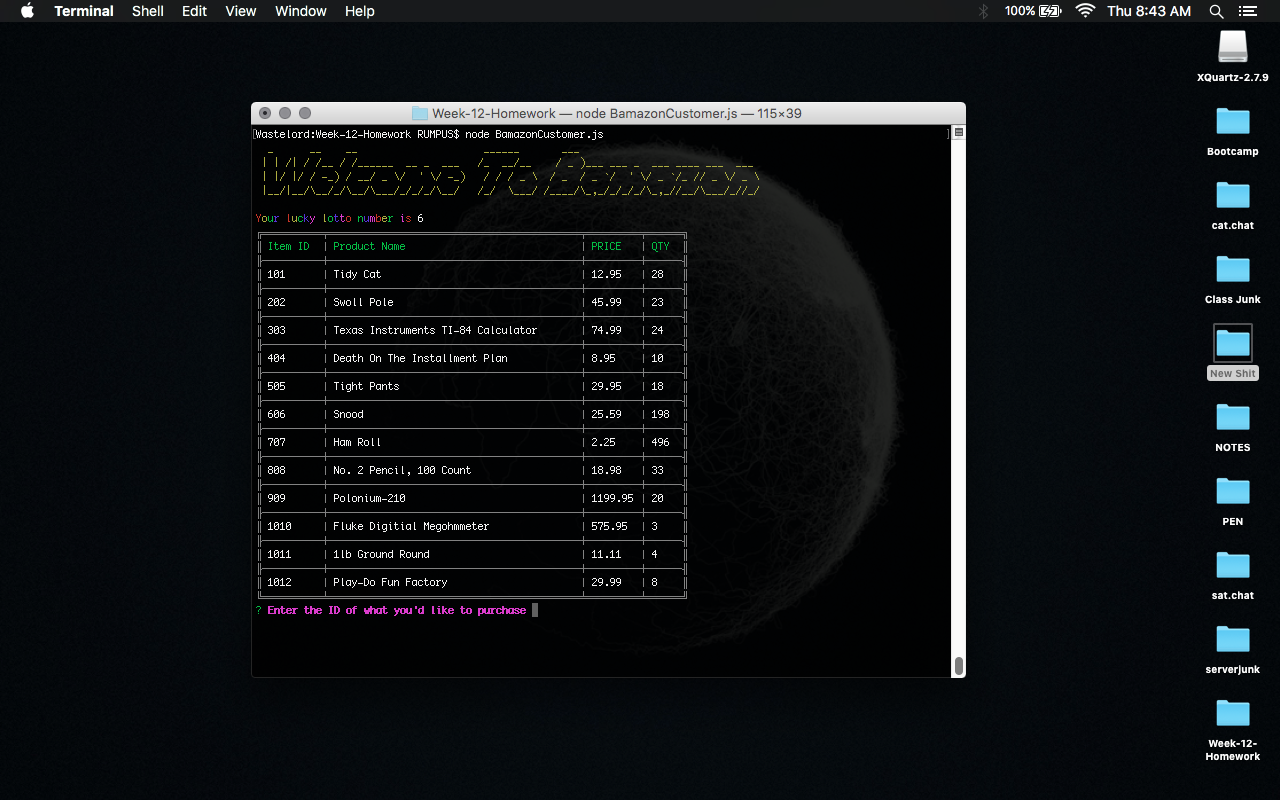 Terminal Shell Edit View Window Help 100% Thu 8:43 AM
XQuartz-2.7.9
Bootcamp
cat.chat
Class Junk
New Shit
NOTES
PEN
sat.chat
serverjunk
Week-12-
Homework
Week-12-Homework — node BamazonCustomer.js — 115×39
[Wastelord:Week-12-Homework RUMPUS$ node BamazonCustomer.js ]
Welcome To Bamazon
Your lucky lotto number is 6
Item ID Product Name PRICE QTY
101 Tidy Cat 12.95 28
202 Swoll Pole 45.99 23
303 Texas Instruments TI-84 Calculator 74.99 24
404 Death On The Installment Plan 8.95 10
505 Tight Pants 29.95 18
606 Snood 25.59 198
707 Ham Roll 2.25 496
808 No. 2 Pencil, 100 Count 18.98 33
909 Polonium-210 1199.95 20
1010 Fluke Digitial Megohmmeter 575.95 3
1011 1lb Ground Round 11.11 4
1012 Play-Do Fun Factory 29.99 8
? Enter the ID of what you'd like to purchase